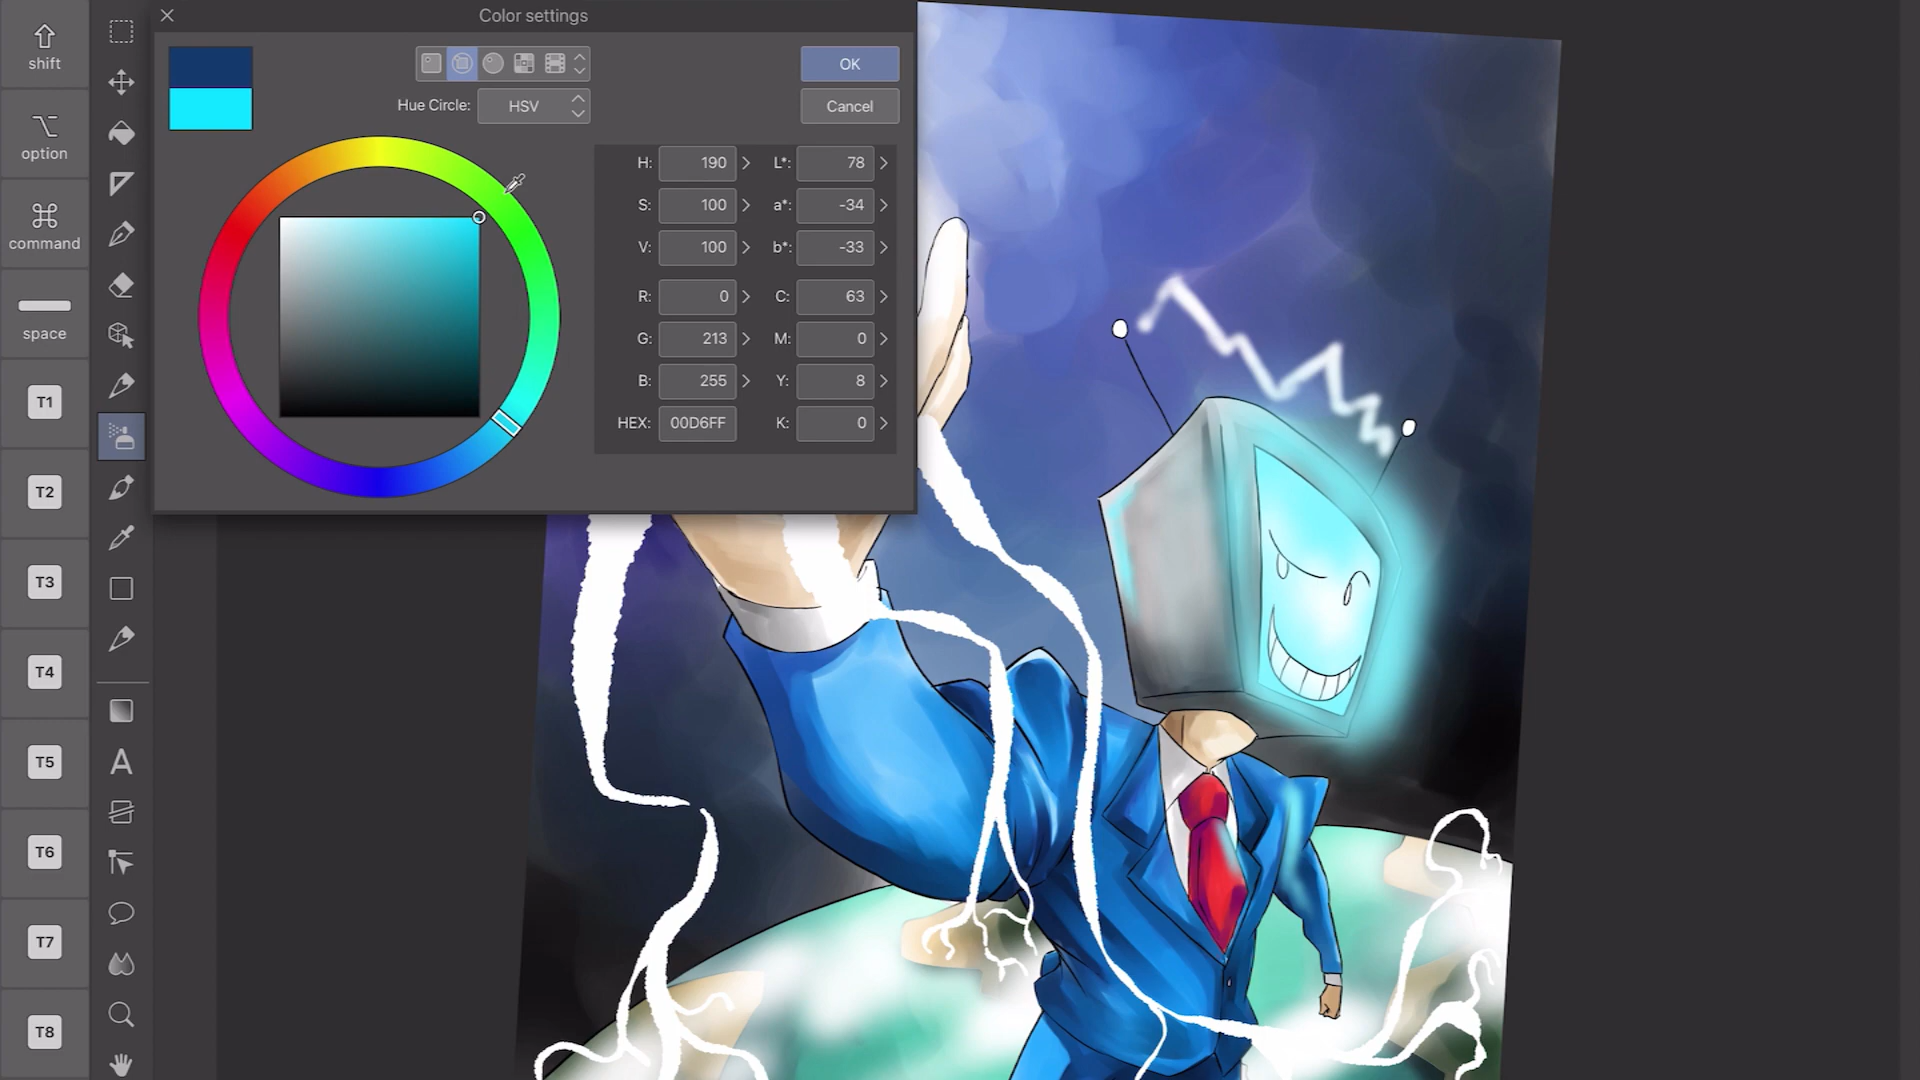 Color settings
shift
option
command
space
T1
T2
T3
T4
T5
T6
T7
T8
A
OK
Cancel
Hue Circle: HSV
H: 190 L*: 78
S: 100 a*: -34
V: 100 b*: -33
R: 0 C: 63
G: 213 M: 0
B: 255 Y: 8
HEX: 00D6FF K: 0